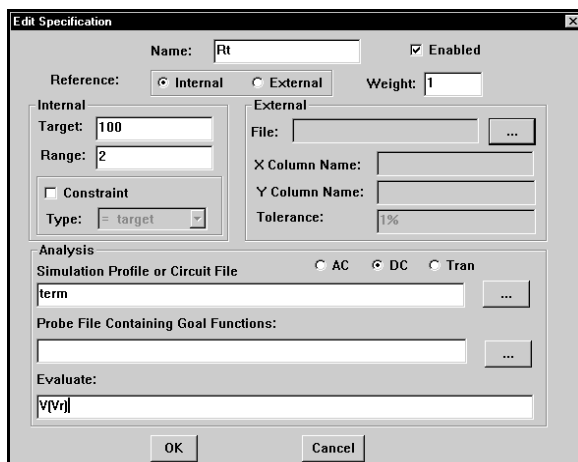 Edit Specification
Name: Rt Enabled
Reference: Internal External Weight: 1
Internal External
Target: 100 File: ...
Range: 2 X Column Name:
Constraint Y Column Name:
Type: = target Tolerance: 1%
Analysis
Simulation Profile or Circuit File AC DC Tran
term ...
Probe File Containing Goal Functions:
...
Evaluate:
V(Vr)
OK Cancel